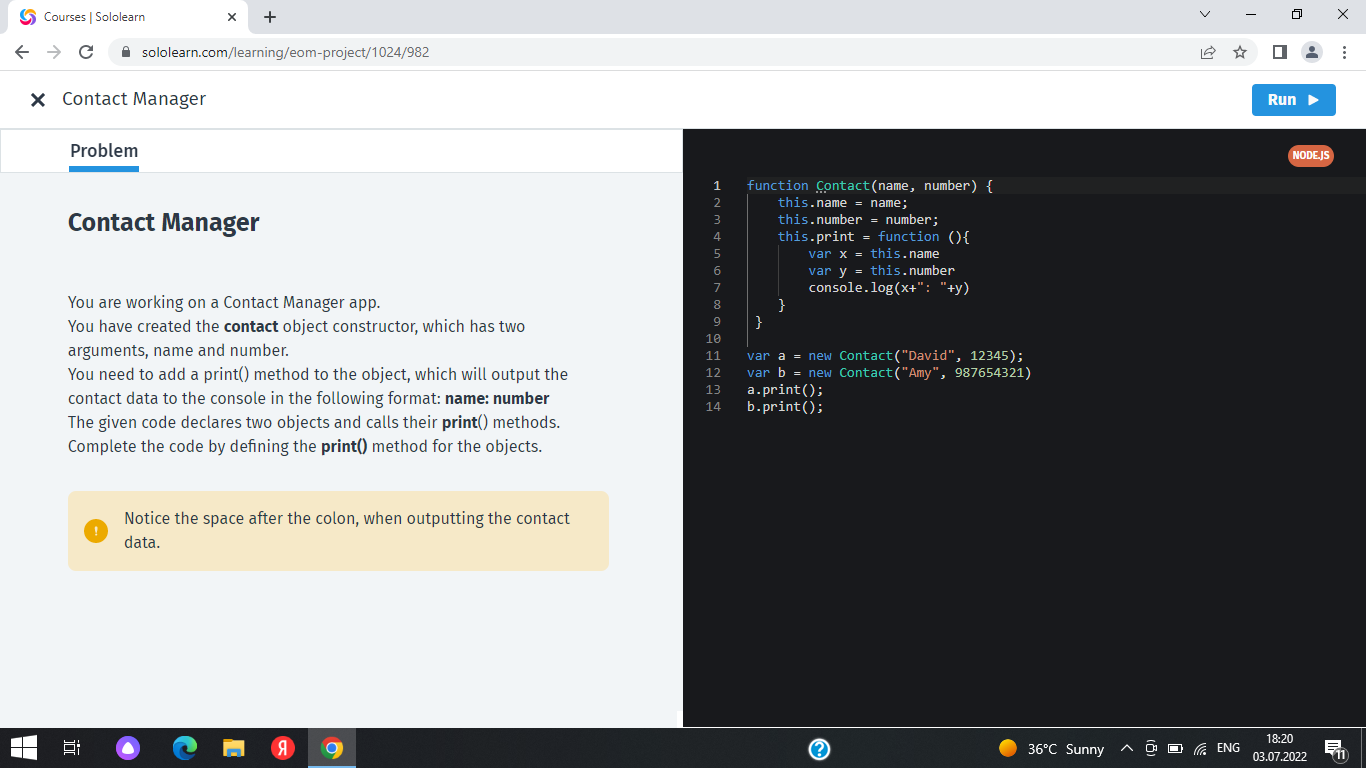 Courses | Sololearn
sololearn.com/learning/eom-project/1024/982
Contact Manager
Run
Problem
Contact Manager
You are working on a Contact Manager app.
You have created the contact object constructor, which has two
arguments, name and number.
You need to add a print() method to the object, which will output the
contact data to the console in the following format: name: number
The given code declares two objects and calls their print() methods.
Complete the code by defining the print() method for the objects.
!
Notice the space after the colon, when outputting the contact
data.
NODE.JS
1 function Contact(name, number) {
2 this.name = name;
3 this.number = number;
4 this.print = function (){
5 var x = this.name
6 var y = this.number
7 console.log(x+": "+y)
8 }
9 }
10
11 var a = new Contact("David", 12345);
12 var b = new Contact("Amy", 987654321)
13 a.print();
14 b.print();
Я
?
36°C Sunny
ENG
18:20
03.07.2022
11